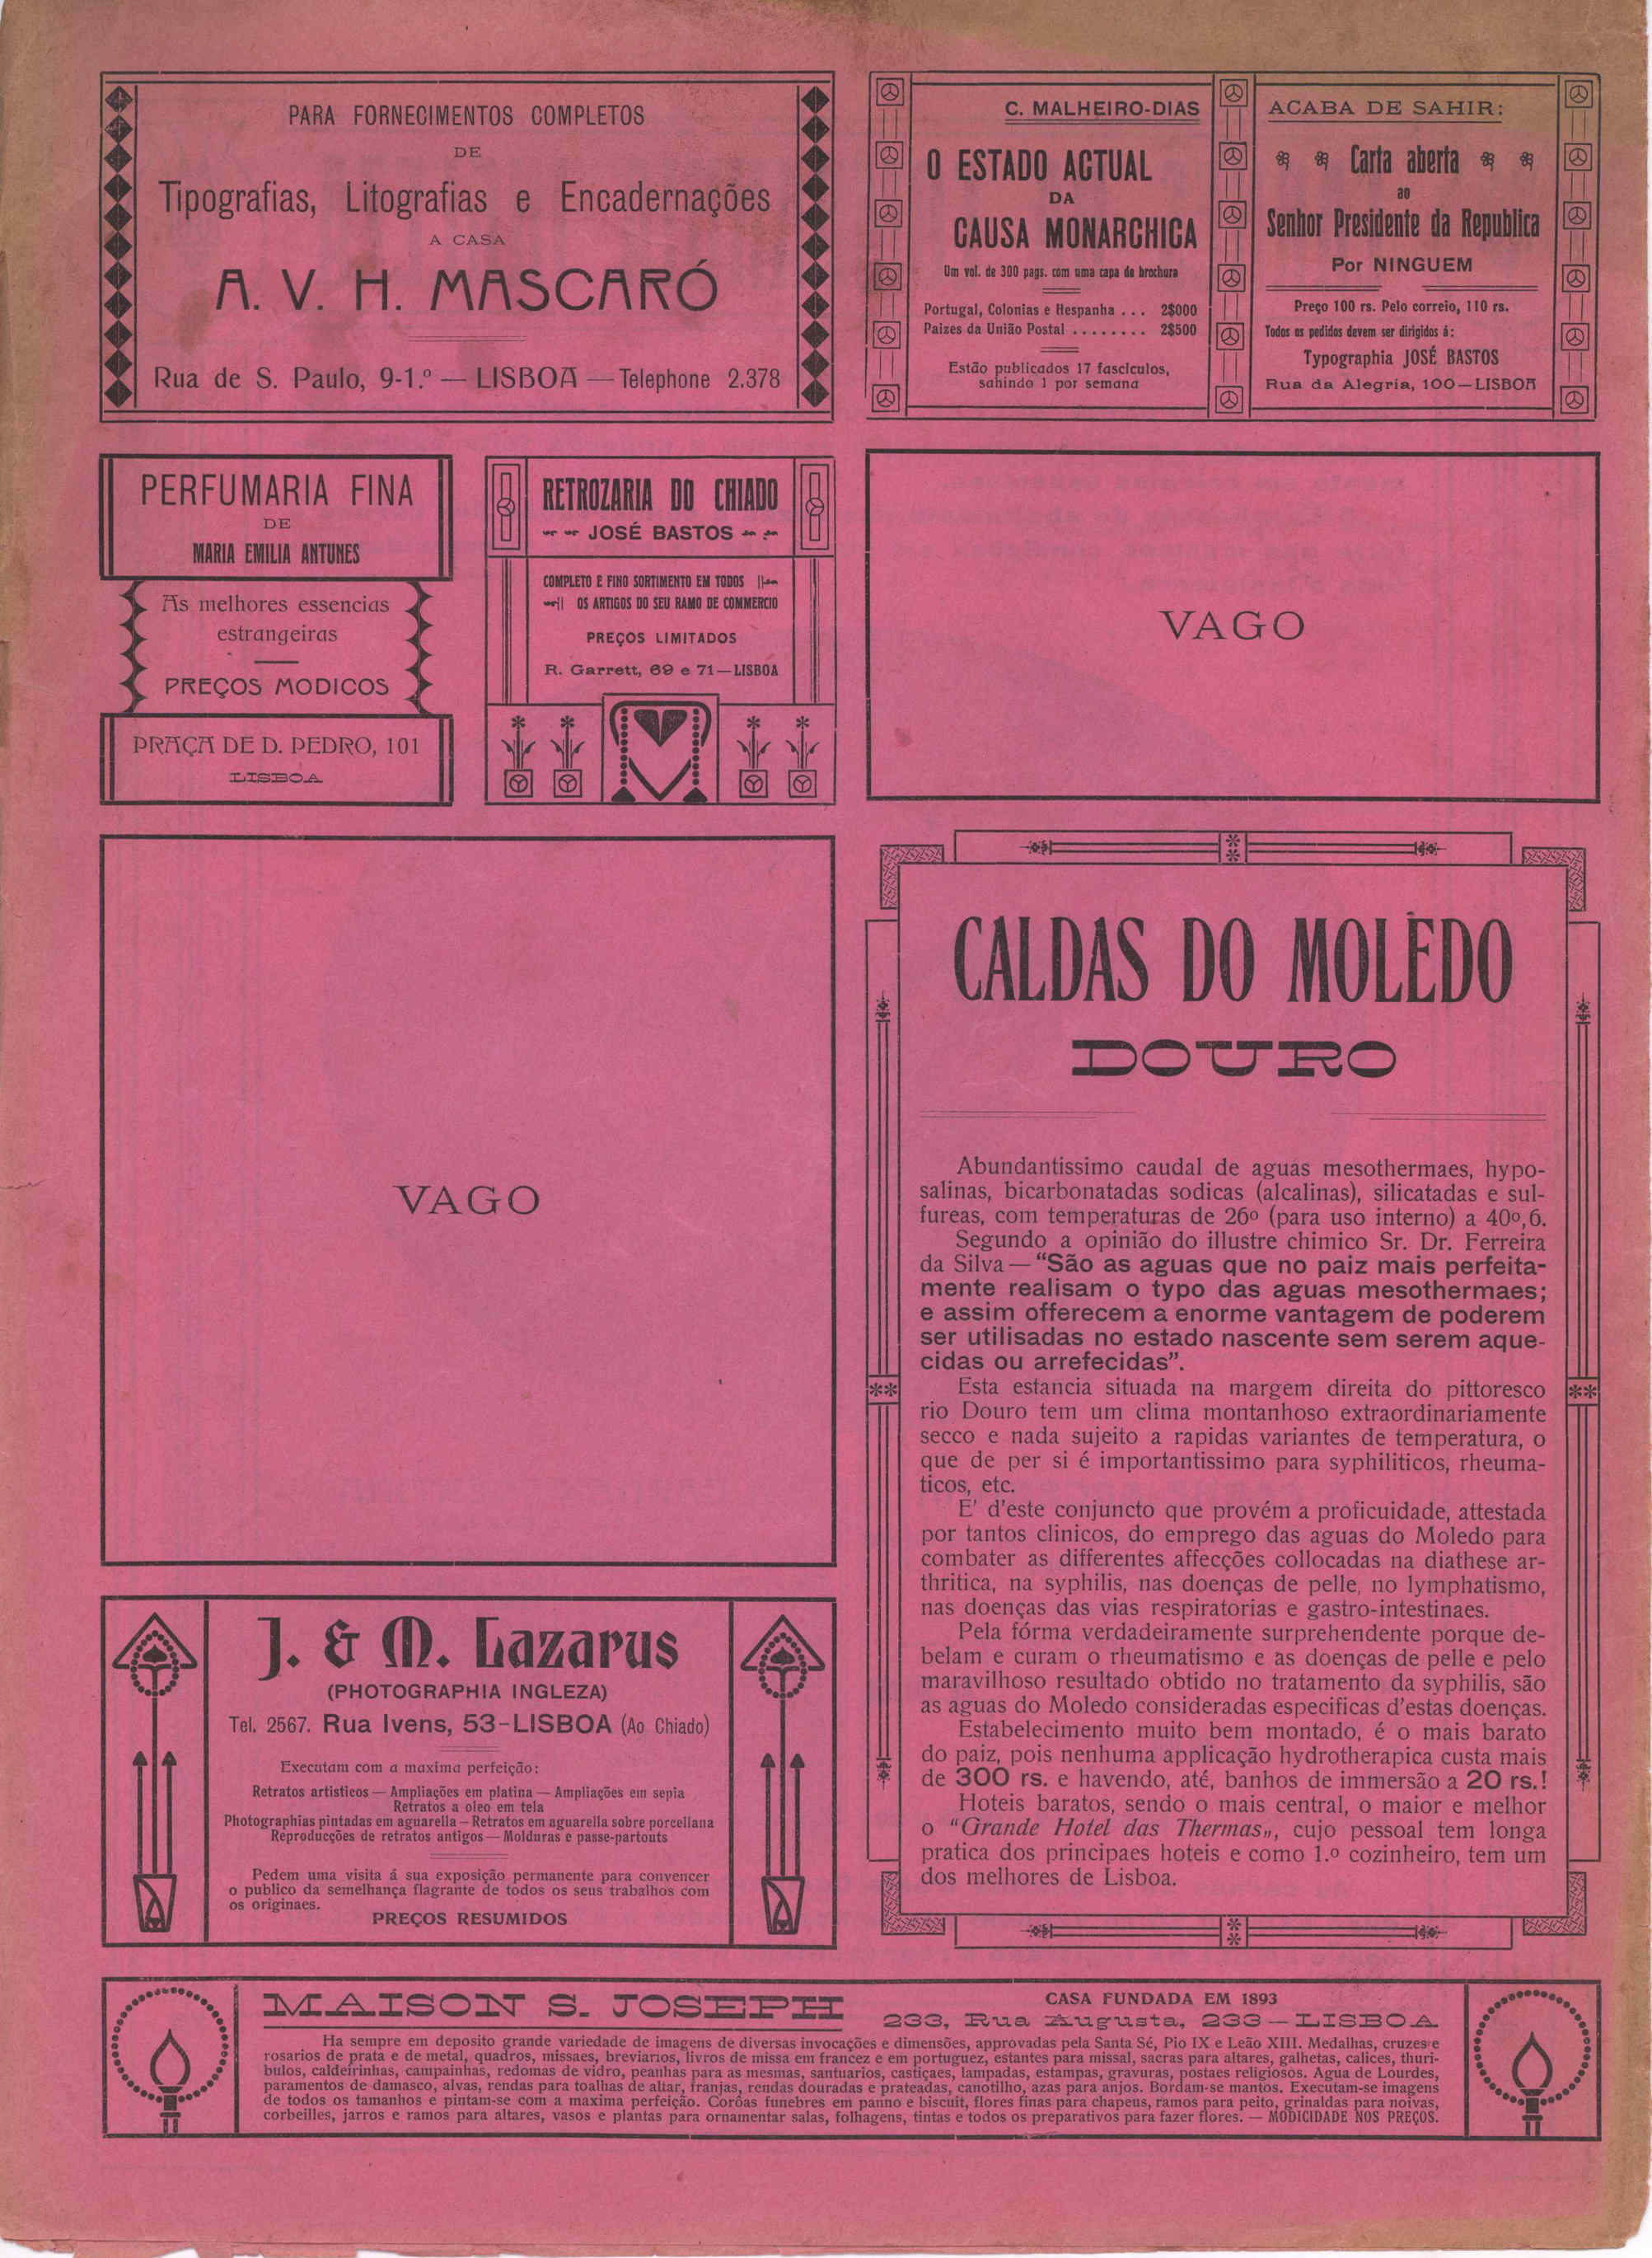 PARA FORNECIMENTOS COMPLETOS
DE
Tipografias, Litografias e Encadernações
A CASA
A. V. H. MASCARÓ
Rua de S. Paulo, 9-1.º — LISBOA — Telephone 2.378
C. MALHEIRO-DIAS
O ESTADO ACTUAL
DA
CAUSA MONARCHICA
Um vol. de 300 pags. com uma capa de brochura
Portugal, Colonias e Hespanha . . . 2$000
Paizes da União Postal . . . . . . . . 2$500
Estão publicados 17 fasciculos,
sahindo 1 por semana
ACABA DE SAHIR:
Carta aberta
ao
Senhor Presidente da Republica
Por NINGUEM
Preço 100 rs. Pelo correio, 110 rs.
Todos os pedidos devem ser dirigidos á:
Typographia JOSÉ BASTOS
Rua da Alegria, 100—LISBOA
PERFUMARIA FINA
DE
MARIA EMILIA ANTUNES
As melhores essencias
estrangeiras
PREÇOS MODICOS
PRAÇA DE D. PEDRO, 101
LISBOA
RETROZARIA DO CHIADO
JOSÉ BASTOS
COMPLETO E FINO SORTIMENTO EM TODOS
OS ARTIGOS DO SEU RAMO DE COMMERCIO
PREÇOS LIMITADOS
R. Garrett, 69 e 71—LISBOA
VAGO
VAGO
CALDAS DO MOLÈDO
DOURO
Abundantissimo caudal de aguas mesothermaes, hypo-
salinas, bicarbonatadas sodicas (alcalinas), silicatadas e sul-
fureas, com temperaturas de 26º (para uso interno) a 40º,6.
Segundo a opinião do illustre chimico Sr. Dr. Ferreira
da Silva—“São as aguas que no paiz mais perfeita-
mente realisam o typo das aguas mesothermaes;
e assim offerecem a enorme vantagem de poderem
ser utilisadas no estado nascente sem serem aque-
cidas ou arrefecidas”.
Esta estancia situada na margem direita do pittoresco
rio Douro tem um clima montanhoso extraordinariamente
secco e nada sujeito a rapidas variantes de temperatura, o
que de per si é importantissimo para syphiliticos, rheuma-
ticos, etc.
E' d'este conjuncto que provém a proficuidade, attestada
por tantos clinicos, do emprego das aguas do Moledo para
combater as differentes affecções collocadas na diathese ar-
thritica, na syphilis, nas doenças de pelle, no lymphatismo,
nas doenças das vias respiratorias e gastro-intestinaes.
Pela fórma verdadeiramente surprehendente porque de-
belam e curam o rheumatismo e as doenças de pelle e pelo
maravilhoso resultado obtido no tratamento da syphilis, são
as aguas do Moledo consideradas especificas d'estas doenças.
Estabelecimento muito bem montado, é o mais barato
do paiz, pois nenhuma applicação hydrotherapica custa mais
de 300 rs. e havendo, até, banhos de immersão a 20 rs.!
Hoteis baratos, sendo o mais central, o maior e melhor
o “Grande Hotel das Thermas„, cujo pessoal tem longa
pratica dos principaes hoteis e como 1.º cozinheiro, tem um
dos melhores de Lisboa.
J. & M. Lazarus
(PHOTOGRAPHIA INGLEZA)
Tel. 2567. Rua Ivens, 53-LISBOA (Ao Chiado)
Executam com a maxima perfeição:
Retratos artisticos — Ampliações em platina — Ampliações em sepia
Retratos a oleo em tela
Photographias pintadas em aguarella — Retratos em aguarella sobre porcellana
Reproducções de retratos antigos — Molduras e passe-partouts
Pedem uma visita á sua exposição permanente para convencer
o publico da semelhança flagrante de todos os seus trabalhos com
os originaes.
PREÇOS RESUMIDOS
MAISON S. JOSEPH
CASA FUNDADA EM 1893
233, Rua Augusta, 233 — LISBOA
Ha sempre em deposito grande variedade de imagens de diversas invocações e dimensões, approvadas pela Santa Sé, Pio IX e Leão XIII. Medalhas, cruzes e
rosarios de prata e de metal, quadros, missaes, breviarios, livros de missa em francez e em portuguez, estantes para missal, sacras para altares, galhetas, calices, thuri-
bulos, caldeirinhas, campainhas, redomas de vidro, peanhas para as mesmas, santuarios, castiçaes, lampadas, estampas, gravuras, postaes religiosos. Agua de Lourdes,
paramentos de damasco, alvas, rendas para toalhas de altar, franjas, rendas douradas e prateadas, canotilho, azas para anjos. Bordam-se mantos. Executam-se imagens
de todos os tamanhos e pintam-se com a maxima perfeição. Corôas funebres em panno e biscuit, flores finas para chapeus, ramos para peito, grinaldas para noivas,
corbeilles, jarros e ramos para altares, vasos e plantas para ornamentar salas, folhagens, tintas e todos os preparativos para fazer flores. — MODICIDADE NOS PREÇOS.